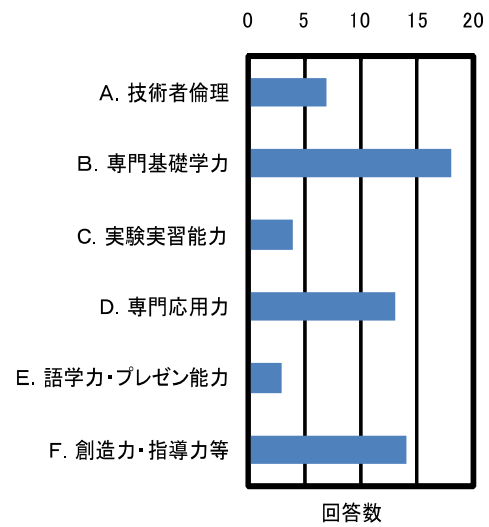 0 5 10 15 20
A. 技術者倫理
B. 専門基礎学力
C. 実験実習能力
D. 専門応用力
E. 語学力・プレゼン能力
F. 創造力・指導力等
回答数